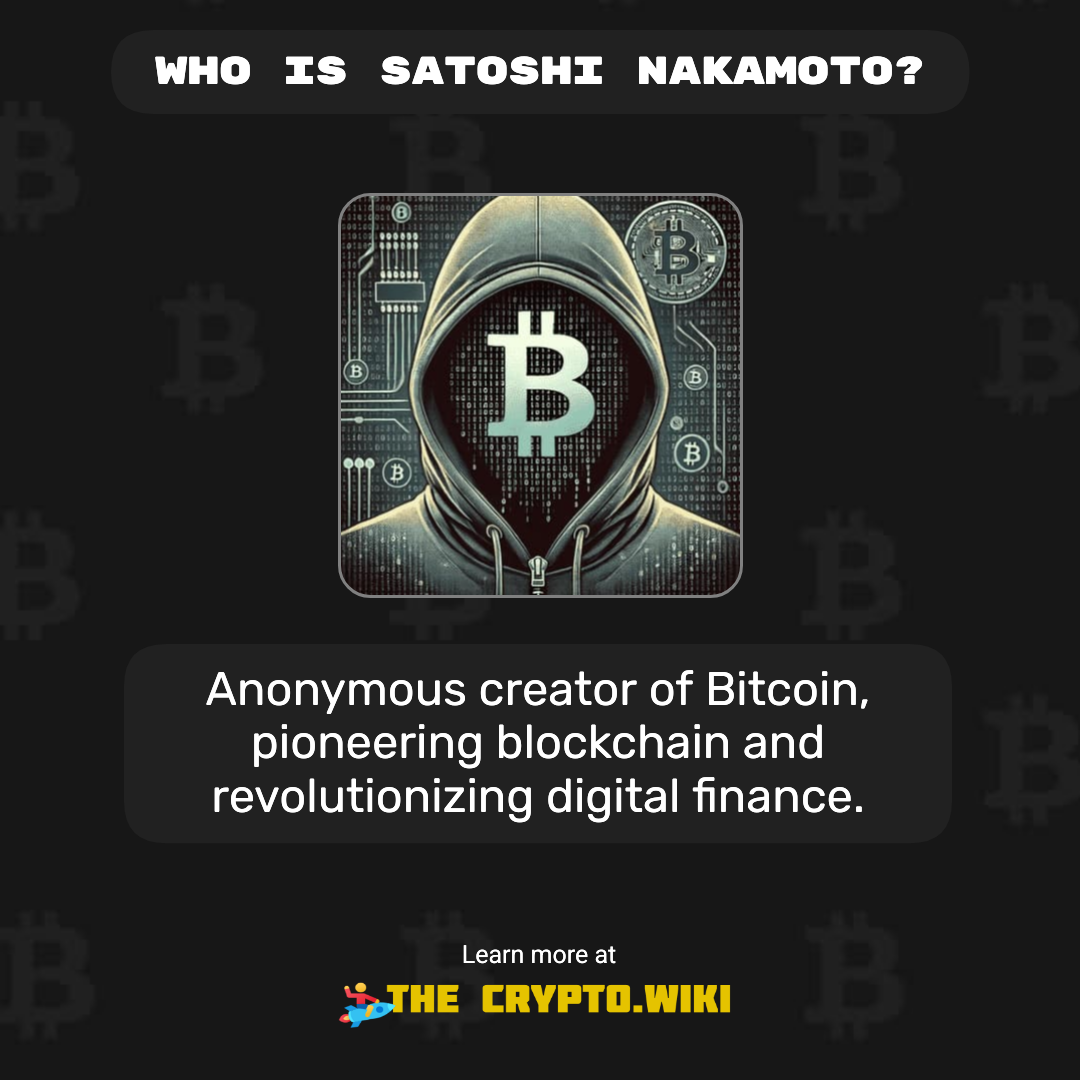 WHO IS SATOSHI NAKAMOTO?
Anonymous creator of Bitcoin,
pioneering blockchain and
revolutionizing digital finance.
Learn more at
THE CRYPTO.WIKI